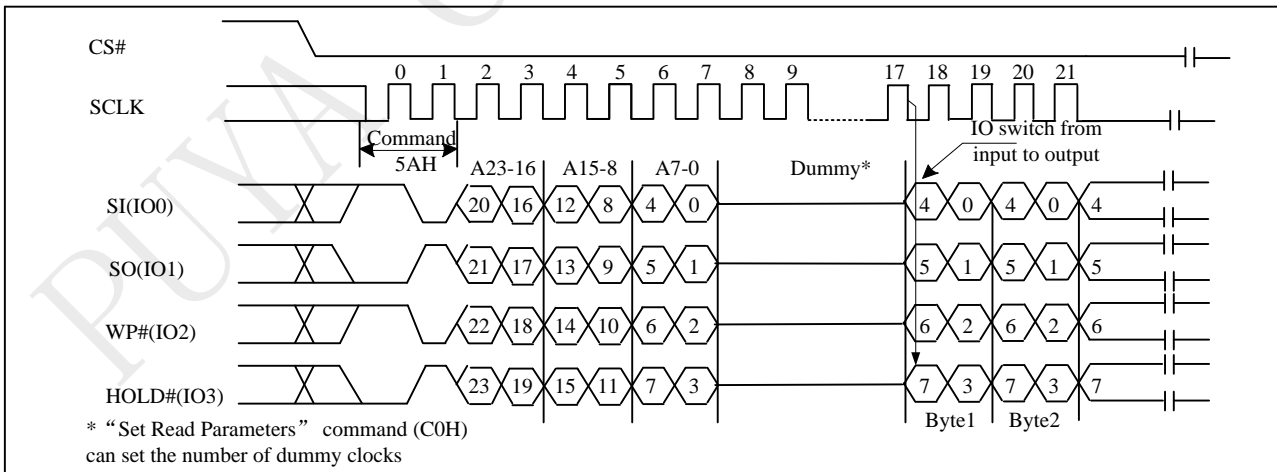 CS#
0 1 2 3 4 5 6 7 8 9 17 18 19 20 21
SCLK
IO switch from
input to output
Command
5AH
A23-16 A15-8 A7-0 Dummy*
SI(IO0) 20 16 12 8 4 0 4 0 4 0 4
SO(IO1) 21 17 13 9 5 1 5 1 5 1 5
WP#(IO2) 22 18 14 10 6 2 6 2 6 2 6
HOLD#(IO3) 23 19 15 11 7 3 7 3 7 3 7
Byte1 Byte2
* “Set Read Parameters” command (C0H)
can set the number of dummy clocks
PUYA